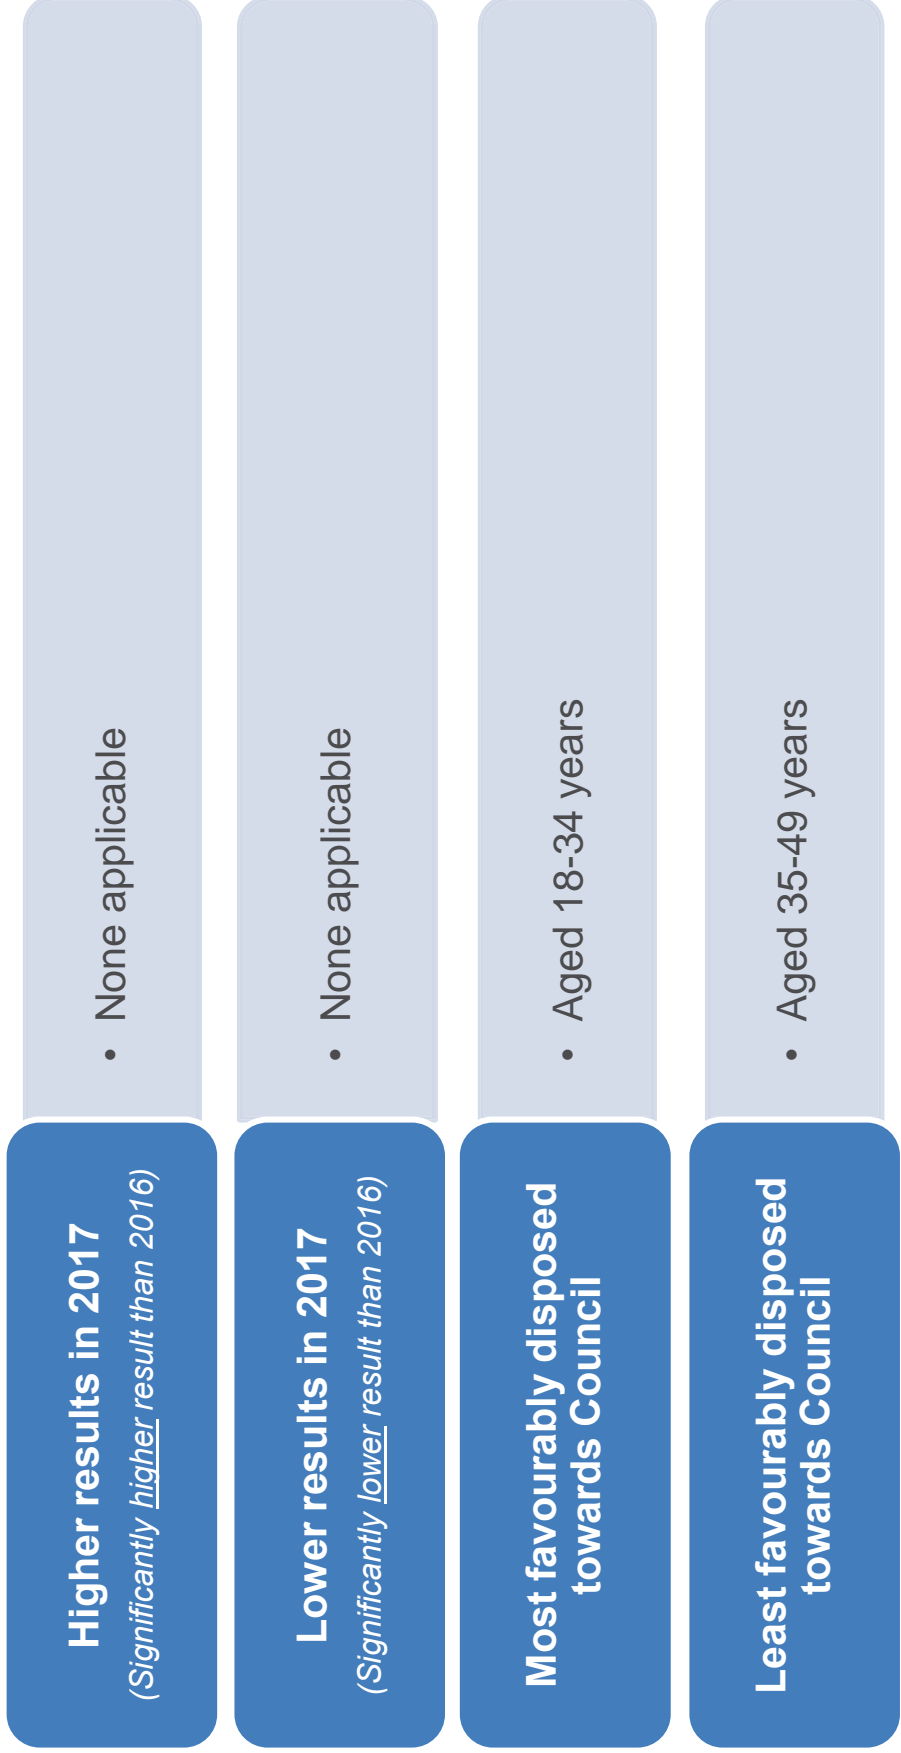 Higher results in 2017
(Significantly higher result than 2016)
• None applicable
Lower results in 2017
(Significantly lower result than 2016)
• None applicable
Most favourably disposed
towards Council
• Aged 18-34 years
Least favourably disposed
towards Council
• Aged 35-49 years